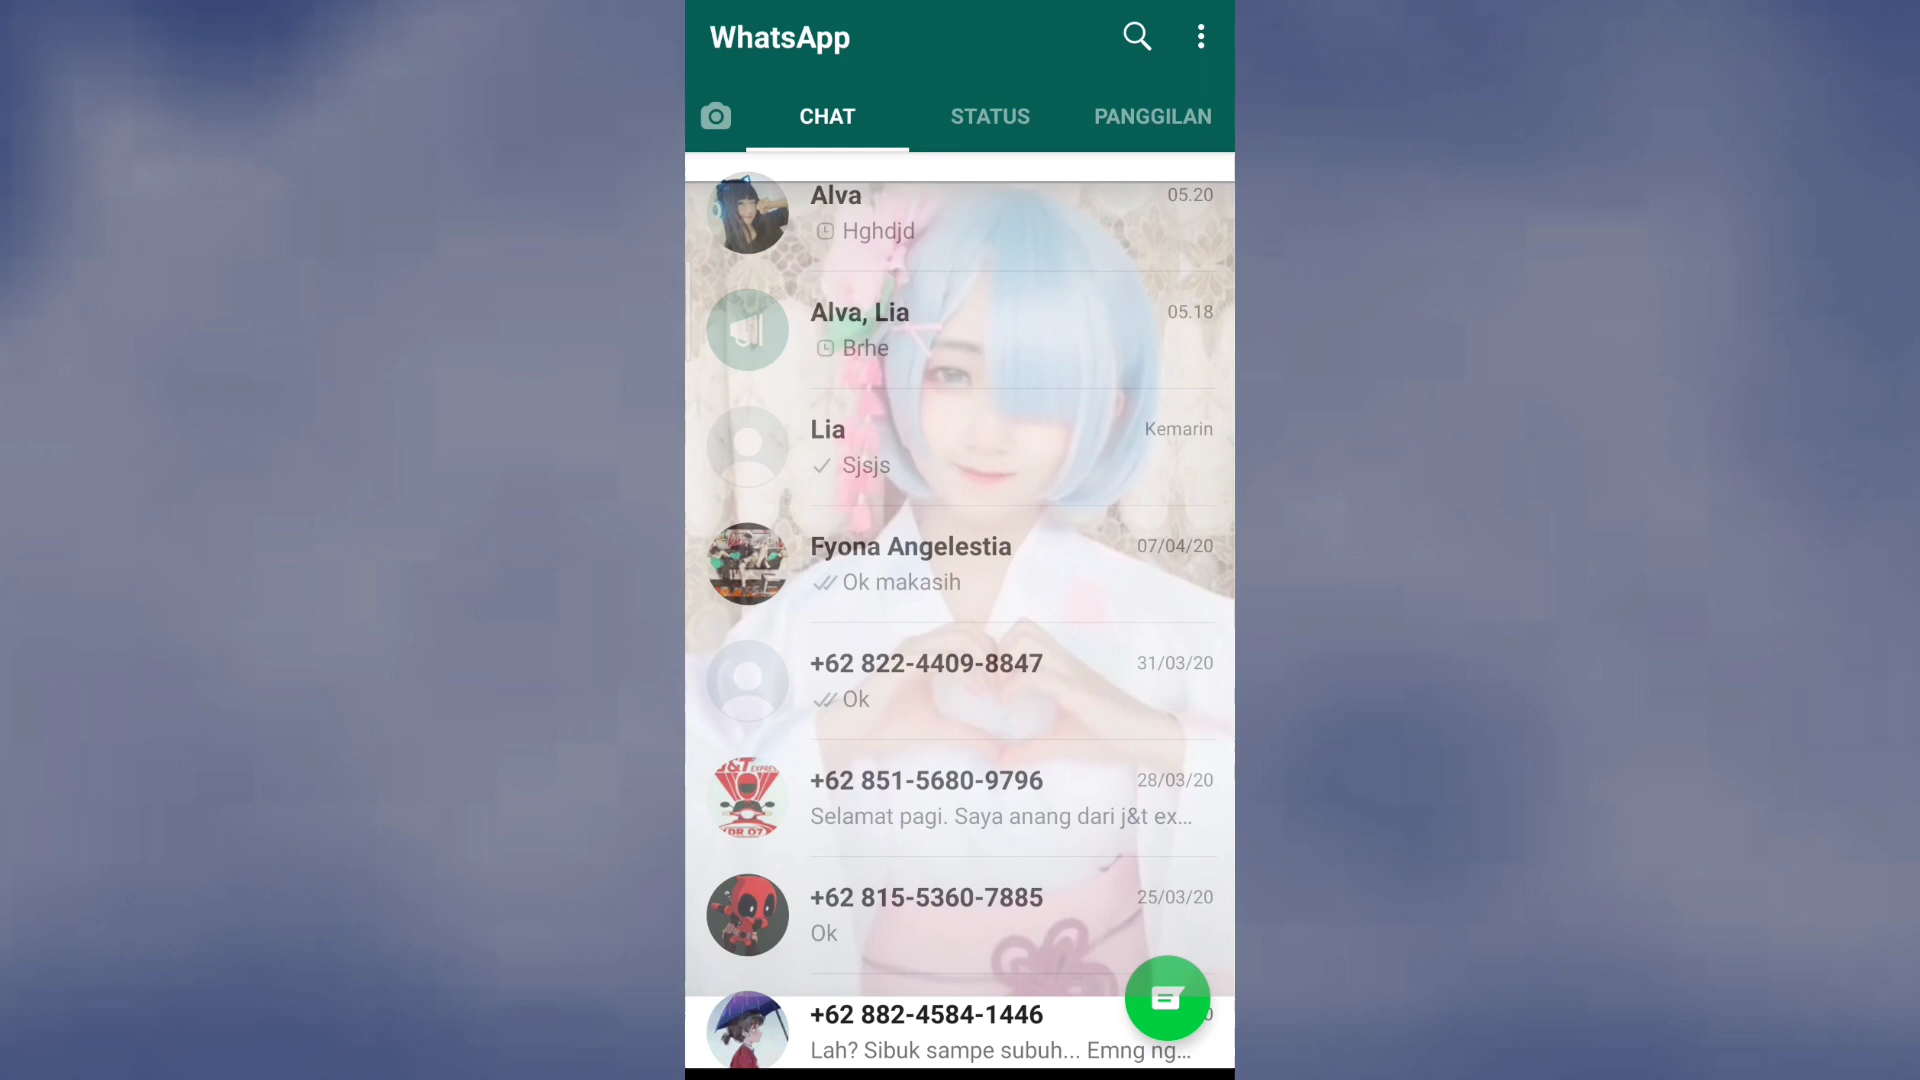 WhatsApp
CHAT STATUS PANGGILAN
Alva 05.20
Hghdjd
Alva, Lia 05.18
Brhe
Lia Kemarin
Sjsjs
Fyona Angelestia 07/04/20
Ok makasih
+62 822-4409-8847 31/03/20
Ok
J&T EXPRES
KDR 07
+62 851-5680-9796 28/03/20
Selamat pagi. Saya anang dari j&t ex...
+62 815-5360-7885 25/03/20
Ok
+62 882-4584-1446
Lah? Sibuk sampe subuh... Emng ng...